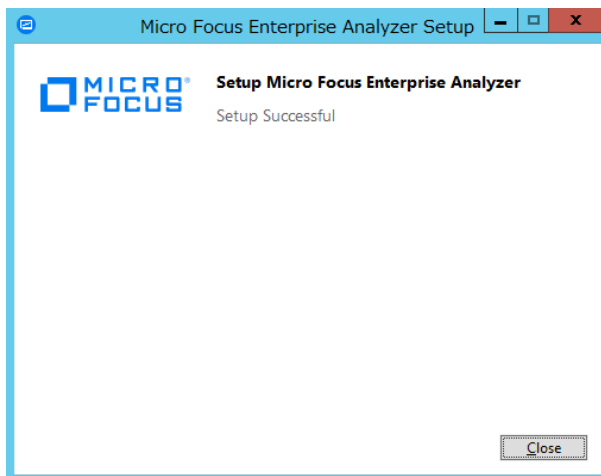 Micro Focus Enterprise Analyzer Setup
MICRO®
FOCUS
Setup Micro Focus Enterprise Analyzer
Setup Successful
Close